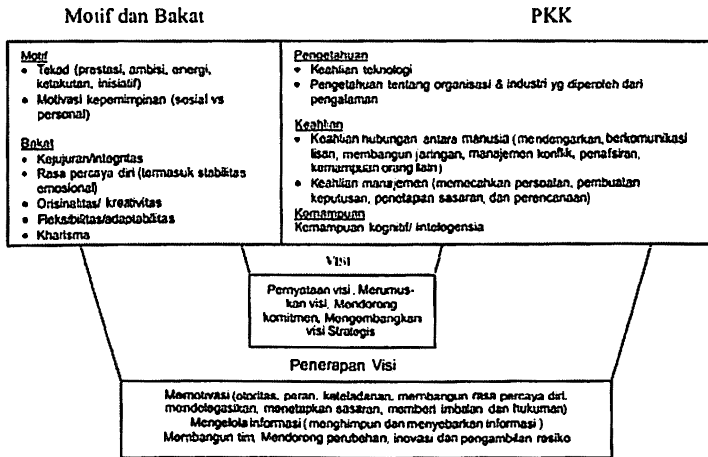 Motif dan Bakat
PKK
Motif
• Tekad (prestasi, ambisi, energi,
ketakutan, inisiatif)
• Motivasi kepemimpinan (sosial vs
personal)
Bakat
• Kejujuran/integritas
• Rasa percaya diri (termasuk stabilitas
emosional)
• Orisinalitas/ kreativitas
• Fleksibilitas/adaptabilitas
• Kharisma
Pengetahuan
• Keahlian teknologi
• Pengetahuan tentang organisasi & industri yg diperoleh dari
pengalaman
Keahlian
• Keahlian hubungan antara manusia (mendengarkan, berkomunikasi
lisan, membangun jaringan, manajemen konflik, penafsiran,
kemampuan orang lain)
• Keahlian manajemen (memecahkan persoalan, pembuatan
keputusan, penetapan sasaran, dan perencanaan)
Kemampuan
Kemampuan kognitif/ intelegensia
VISI
Pernyataan visi, Merumus-
kan visi, Mendorong
komitmen, Mengembangkan
visi Strategis
Penerapan Visi
Memotivasi (otoritas, peran, keteladanan, membangun rasa percaya diri,
mendelegasikan, menetapkan sasaran, memberi imbalan dan hukuman)
Mengelola informasi (menghimpun dan menyebarkan informasi)
Membangun tim, Mendorong perubahan, inovasi dan pengambilan resiko